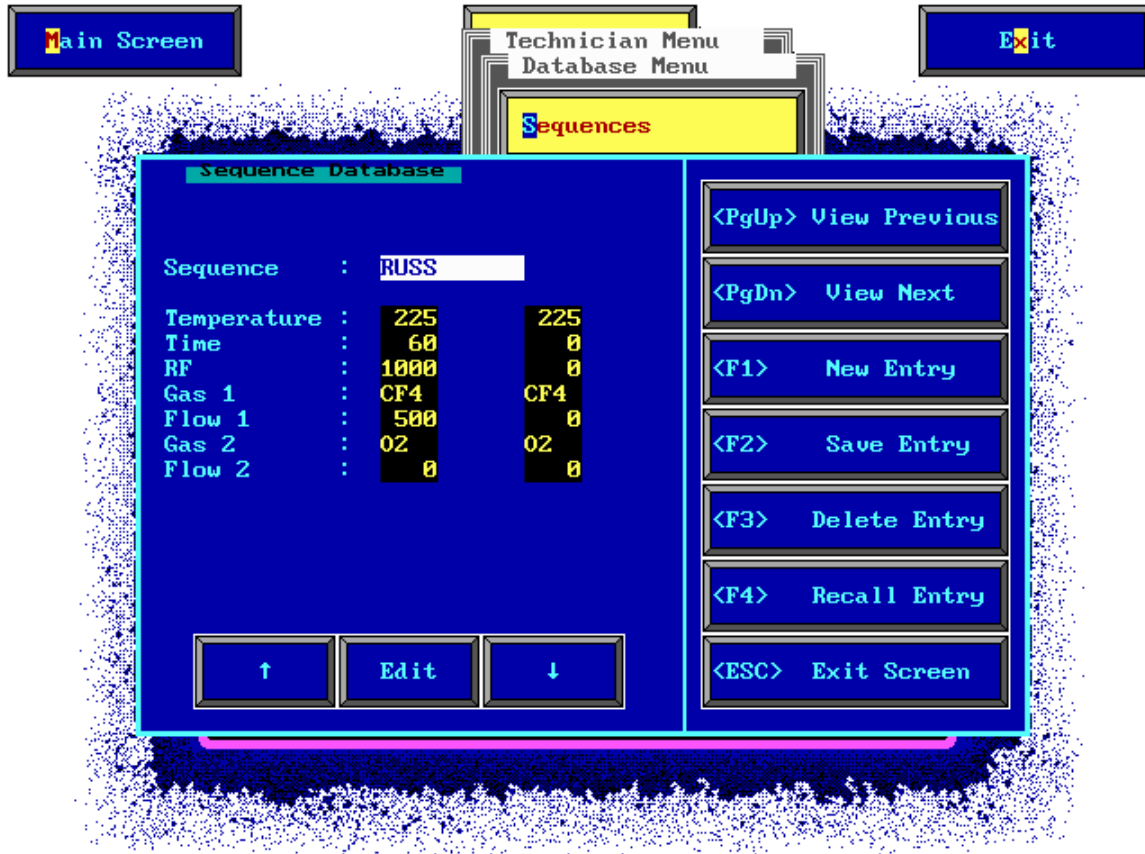 Main Screen
Technician Menu
Exit
Database Menu
Sequences
Sequence Database
<PgUp> View Previous
Sequence : RUSS
<PgDn> View Next
Temperature : 225 225
Time : 60 0
RF : 1000 0
<F1> New Entry
Gas 1 : CF4 CF4
Flow 1 : 500 0
Gas 2 : O2 O2
<F2> Save Entry
Flow 2 : 0 0
<F3> Delete Entry
<F4> Recall Entry
↑ Edit ↓
<ESC> Exit Screen